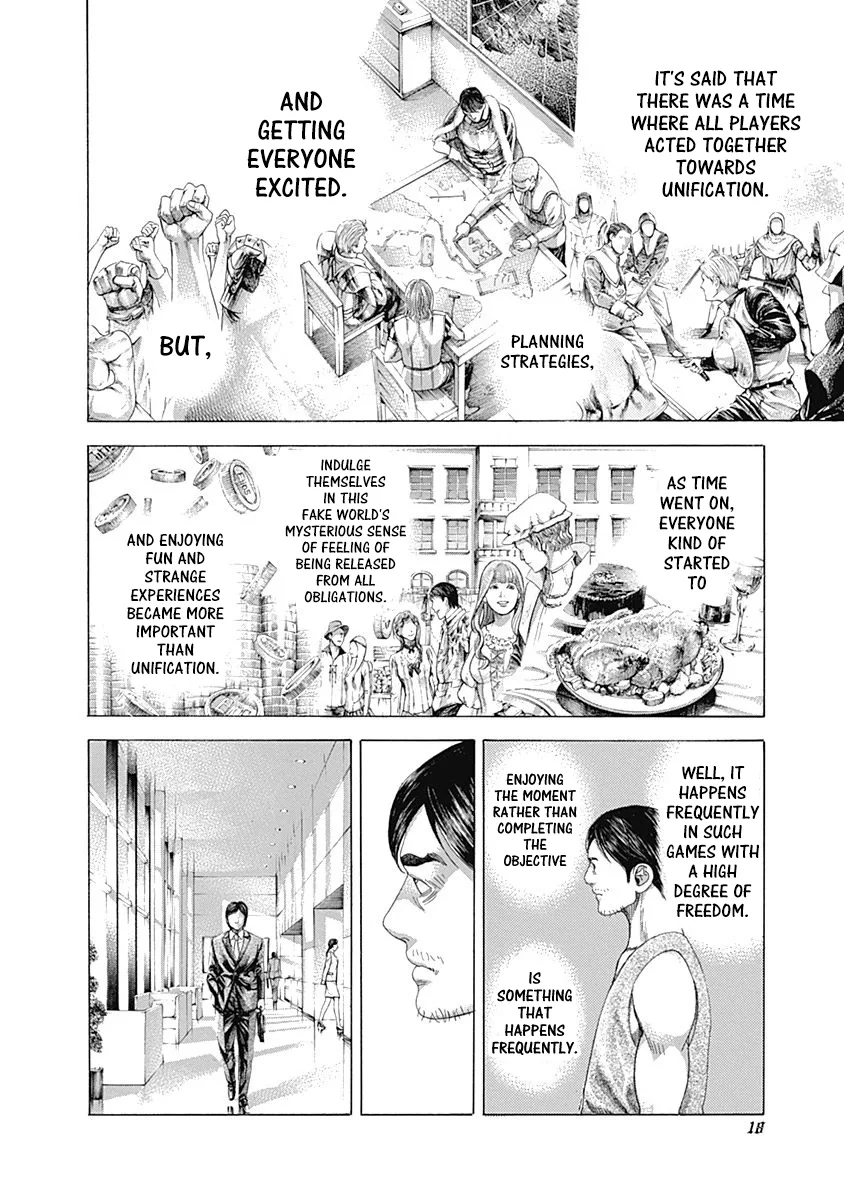 IT'S SAID THAT
THERE WAS A TIME
WHERE ALL PLAYERS
ACTED TOGETHER
TOWARDS
UNIFICATION.
PLANNING
STRATEGIES,
AND
GETTING
EVERYONE
EXCITED.
BUT,
AS TIME
WENT ON,
EVERYONE
KIND OF
STARTED
TO
INDULGE
THEMSELVES
IN THIS
FAKE WORLD'S
MYSTERIOUS SENSE
OF FEELING OF
BEING RELEASED
FROM ALL
OBLIGATIONS.
AND ENJOYING
FUN AND
STRANGE
EXPERIENCES
BECAME MORE
IMPORTANT
THAN
UNIFICATION.
WELL, IT
HAPPENS
FREQUENTLY
IN SUCH
GAMES WITH
A HIGH
DEGREE OF
FREEDOM.
ENJOYING
THE MOMENT
RATHER THAN
COMPLETING
THE
OBJECTIVE
IS
SOMETHING
THAT
HAPPENS
FREQUENTLY.